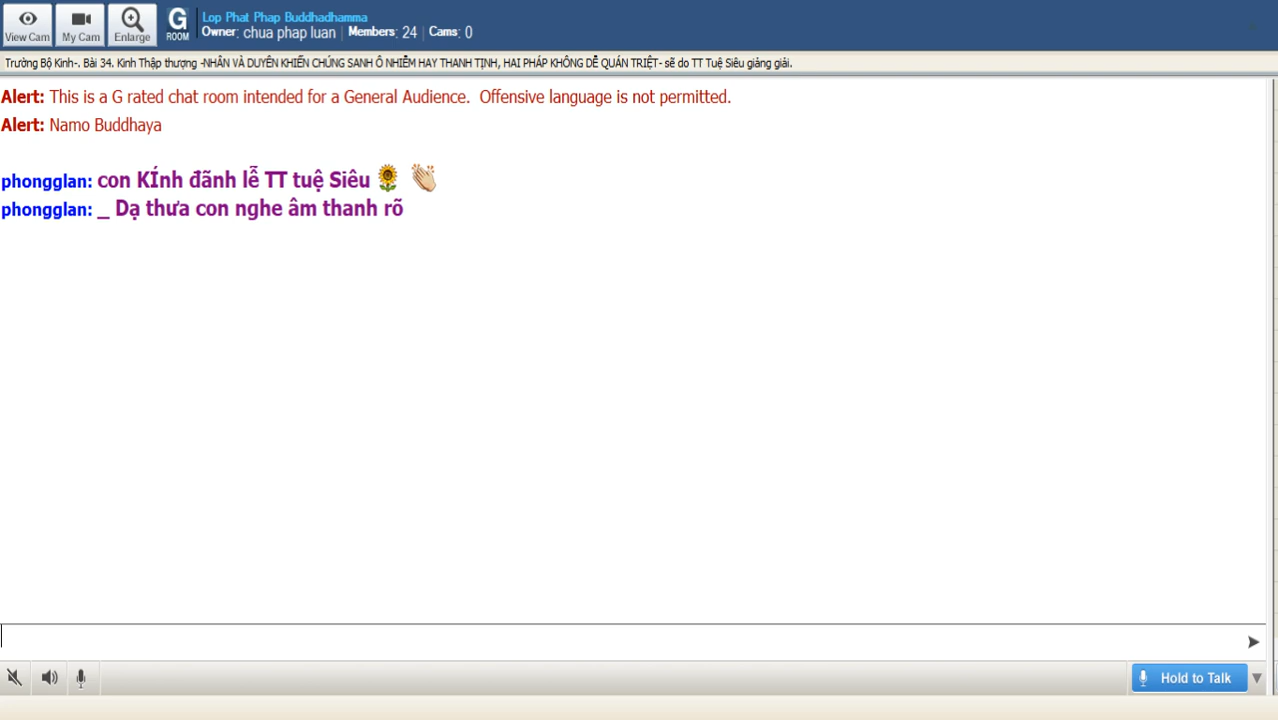 View Cam
My Cam
Enlarge
G
ROOM
Lop Phat Phap Buddhadhamma
Owner: chua phap luan | Members: 24 | Cams: 0
Trường Bộ Kinh-. Bài 34. Kinh Thập thượng -NHÂN VÀ DUYÊN KHIẾN CHÚNG SANH Ô NHIỄM HAY THANH TỊNH, HAI PHÁP KHÔNG DỄ QUÁN TRIỆT- sẽ do TT Tuệ Siêu giảng giải.
Alert: This is a G rated chat room intended for a General Audience.  Offensive language is not permitted.
Alert: Namo Buddhaya
phongglan: con KÍnh đãnh lễ TT tuệ Siêu 🌻 👏
phongglan: _ Dạ thưa con nghe âm thanh rõ
Hold to Talk